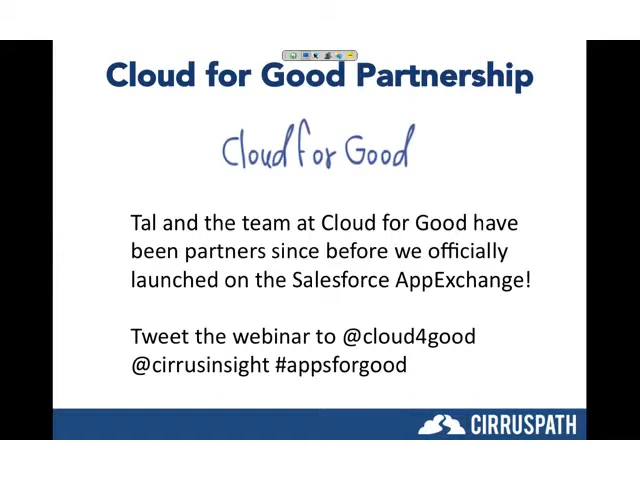 Cloud for Good Partnership
Cloud for Good
Tal and the team at Cloud for Good have
been partners since before we officially
launched on the Salesforce AppExchange!
Tweet the webinar to @cloud4good
@cirrusinsight #appsforgood
CIRRUSPATH